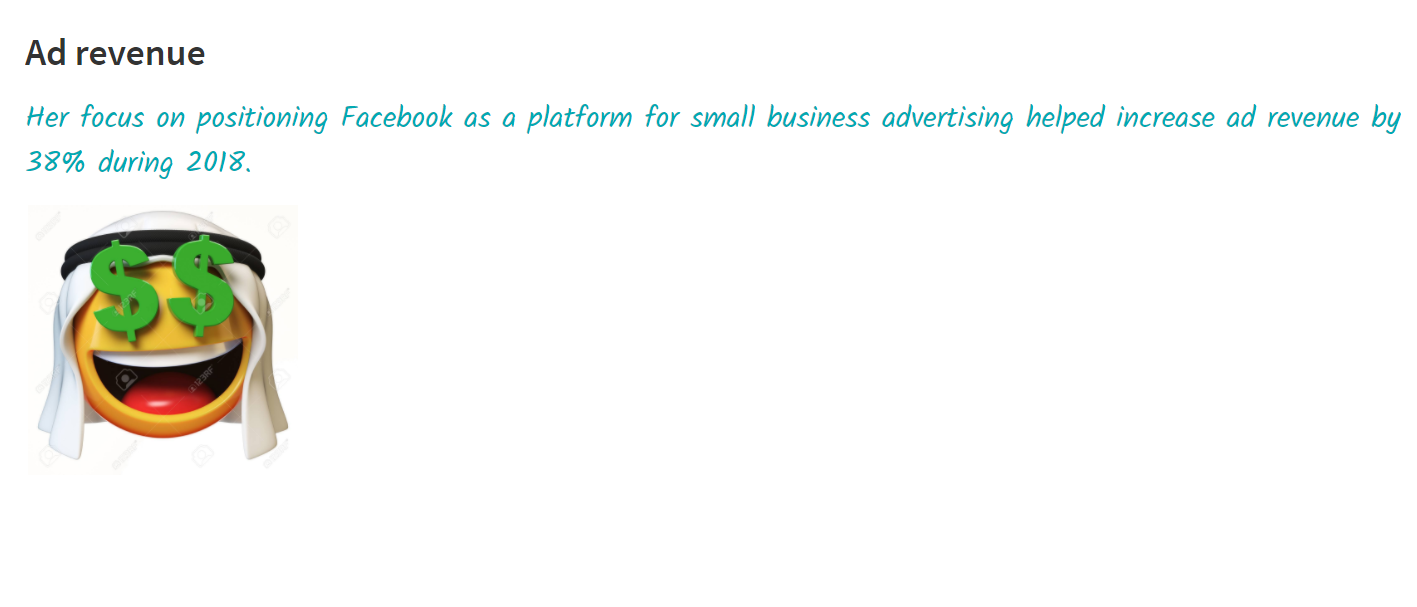 Ad revenue
Her focus on positioning Facebook as a platform for small business advertising helped increase ad revenue by
38% during 2018.
$ $
123RF